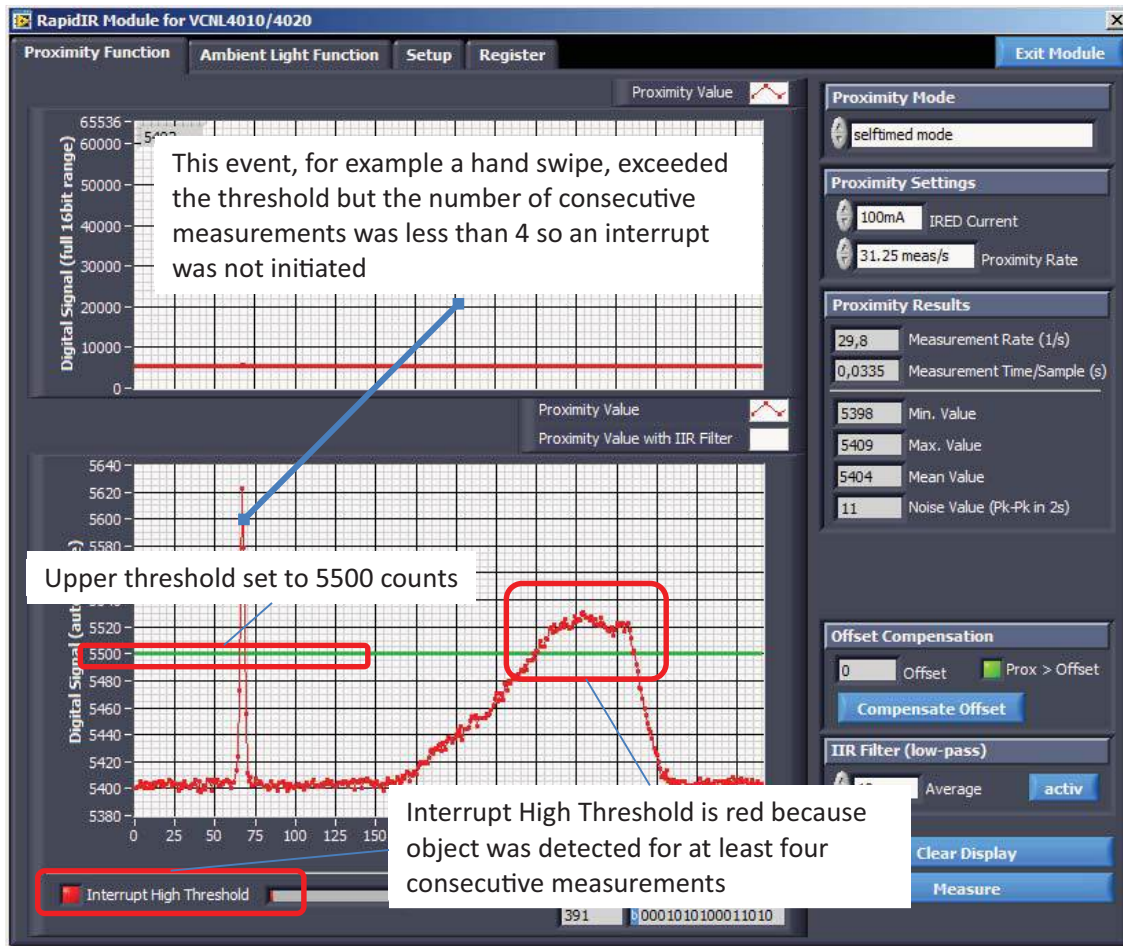 RapidIR Module for VCNL4010/4020
Proximity Function
Ambient Light Function
Setup
Register
Exit Module
Proximity Value
Digital Signal (full 16bit range)
65536
60000
50000
40000
30000
20000
10000
0
This event, for example a hand swipe, exceeded
the threshold but the number of consecutive
measurements was less than 4 so an interrupt
was not initiated
Proximity Value
Proximity Value with IIR Filter
Digital Signal (auto
5640
5620
5600
5580
Upper threshold set to 5500 counts
5520
5500
5480
5460
5440
5420
5400
5380
0 25 50 75 100 125 150
Interrupt High Threshold is red because
object was detected for at least four
consecutive measurements
Interrupt High Threshold
391
b 0001010100011010
Proximity Mode
selftimed mode
Proximity Settings
100mA IRED Current
31.25 meas/s Proximity Rate
Proximity Results
29,8 Measurement Rate (1/s)
0,0335 Measurement Time/Sample (s)
5398 Min. Value
5409 Max. Value
5404 Mean Value
11 Noise Value (Pk-Pk in 2s)
Offset Compensation
0 Offset Prox > Offset
Compensate Offset
IIR Filter (low-pass)
Average activ
Clear Display
Measure